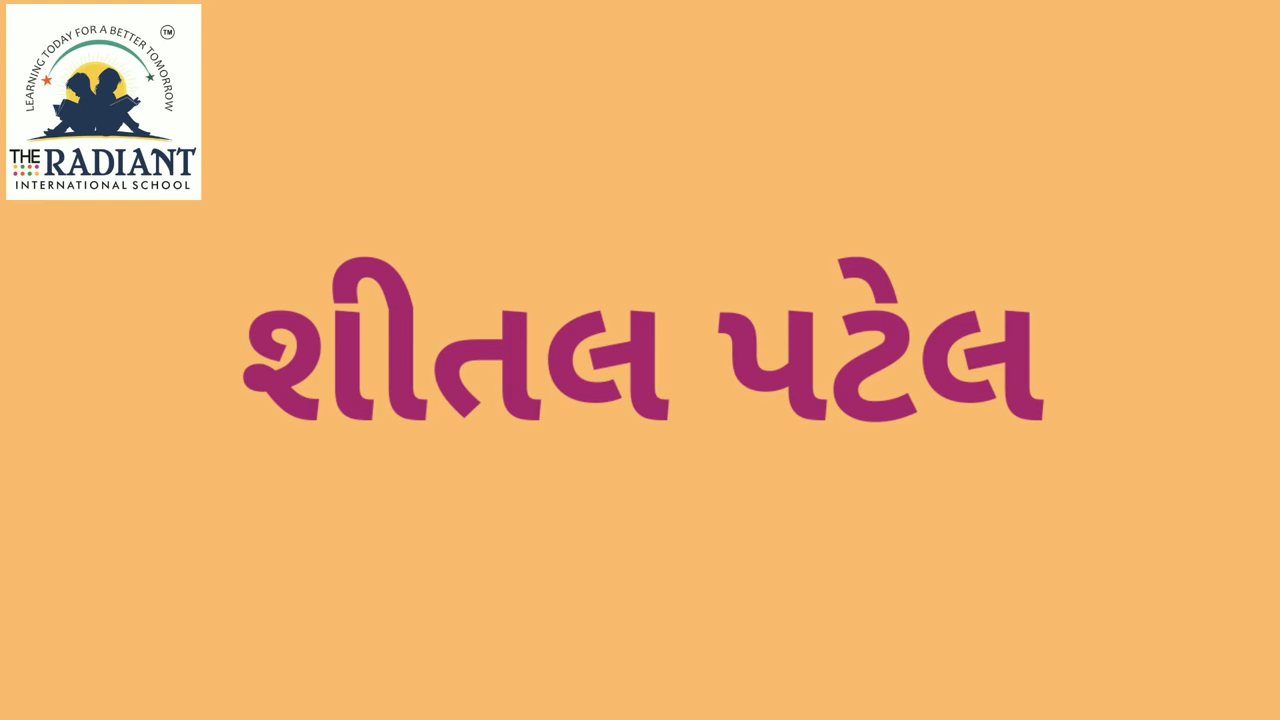 LEARNING TODAY FOR A BETTER TOMORROW
TM
THE RADIANT
INTERNATIONAL SCHOOL
શીતલ પટેલ